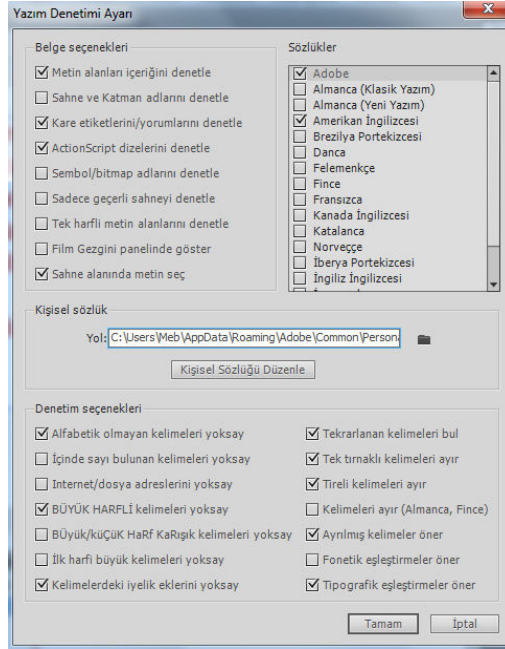 Yazım Denetimi Ayarı
Belge seçenekleri
Metin alanları içeriğini denetle
Sahne ve Katman adlarını denetle
Kare etiketlerini/yorumlarını denetle
ActionScript dizelerini denetle
Sembol/bitmap adlarını denetle
Sadece geçerli sahneyi denetle
Tek harfli metin alanlarını denetle
Film Gezgini panelinde göster
Sahne alanında metin seç
Sözlükler
Adobe
Almanca (Klasik Yazım)
Almanca (Yeni Yazım)
Amerikan İngilizcesi
Brezilya Portekizcesi
Danca
Felemenkçe
Fince
Fransızca
Kanada İngilizcesi
Katalanca
Norveççe
İberya Portekizcesi
İngiliz İngilizcesi
Kişisel sözlük
Yol: C:\Users\Meb\AppData\Roaming\Adobe\Common\Persona
Kişisel Sözlüğü Düzenle
Denetim seçenekleri
Alfabetik olmayan kelimeleri yoksay
İçinde sayı bulunan kelimeleri yoksay
Internet/dosya adreslerini yoksay
BÜYÜK HARFLİ kelimeleri yoksay
BÜyük/küÇüK HaRf KaRışık kelimeleri yoksay
İlk harfi büyük kelimeleri yoksay
Kelimelerdeki iyelik eklerini yoksay
Tekrarlanan kelimeleri bul
Tek tırnaklı kelimeleri ayır
Tireli kelimeleri ayır
Kelimeleri ayır (Almanca, Fince)
Ayrılmış kelimeler öner
Fonetik eşleştirmeler öner
Tipografik eşleştirmeler öner
Tamam
İptal